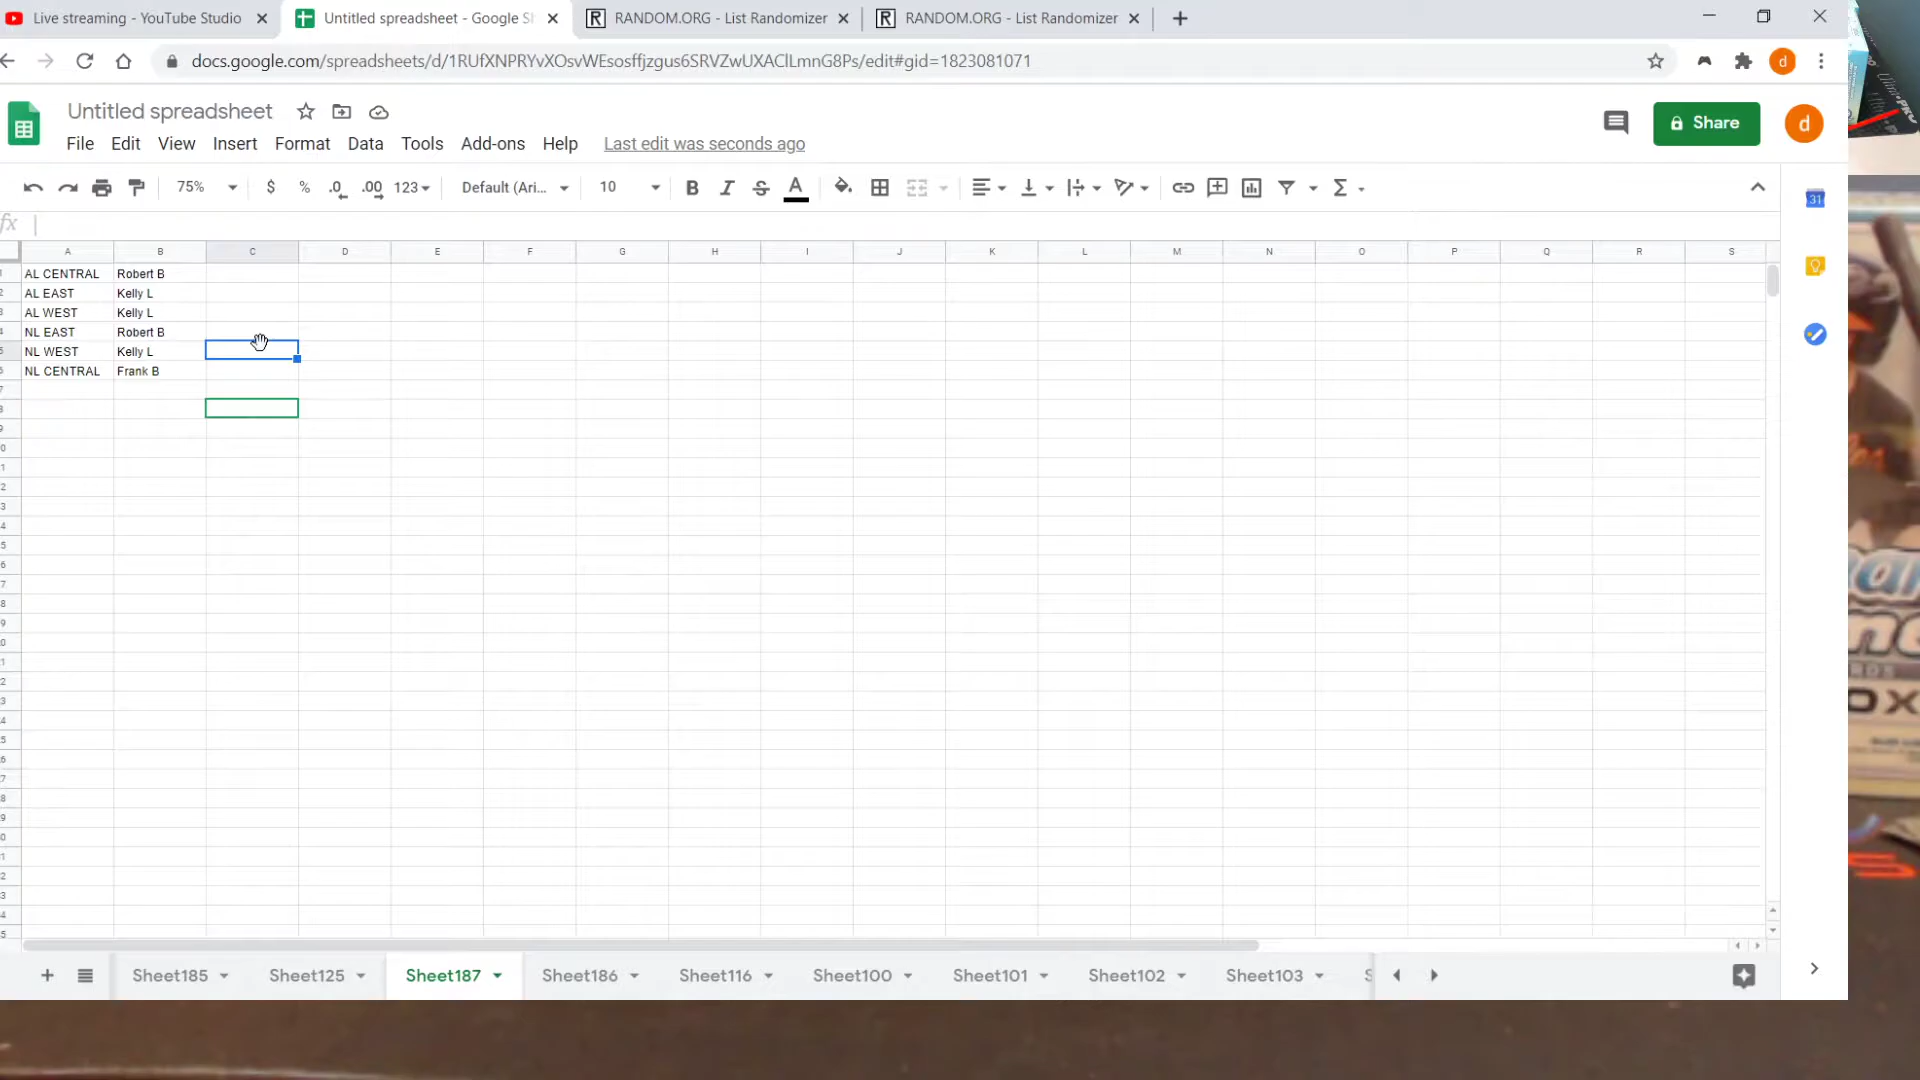 Live streaming - YouTube Studio
Untitled spreadsheet - Google S
RANDOM.ORG - List Randomizer
RANDOM.ORG - List Randomizer
docs.google.com/spreadsheets/d/1RUfXNPRYvXOsvWEsosffjzgus6SRVZwUXAClLmnG8Ps/edit#gid=1823081071
d
Untitled spreadsheet
File Edit View Insert Format Data Tools Add-ons Help Last edit was seconds ago
Share
d
75% $ % .0 .00 123 Default (Ari... 10 B I S A Σ
31
fx
A B C D E F G H I J K L M N O P Q R S
AL CENTRAL Robert B
AL EAST Kelly L
AL WEST Kelly L
NL EAST Robert B
NL WEST Kelly L
NL CENTRAL Frank B
Sheet185 Sheet125 Sheet187 Sheet186 Sheet116 Sheet100 Sheet101 Sheet102 Sheet103